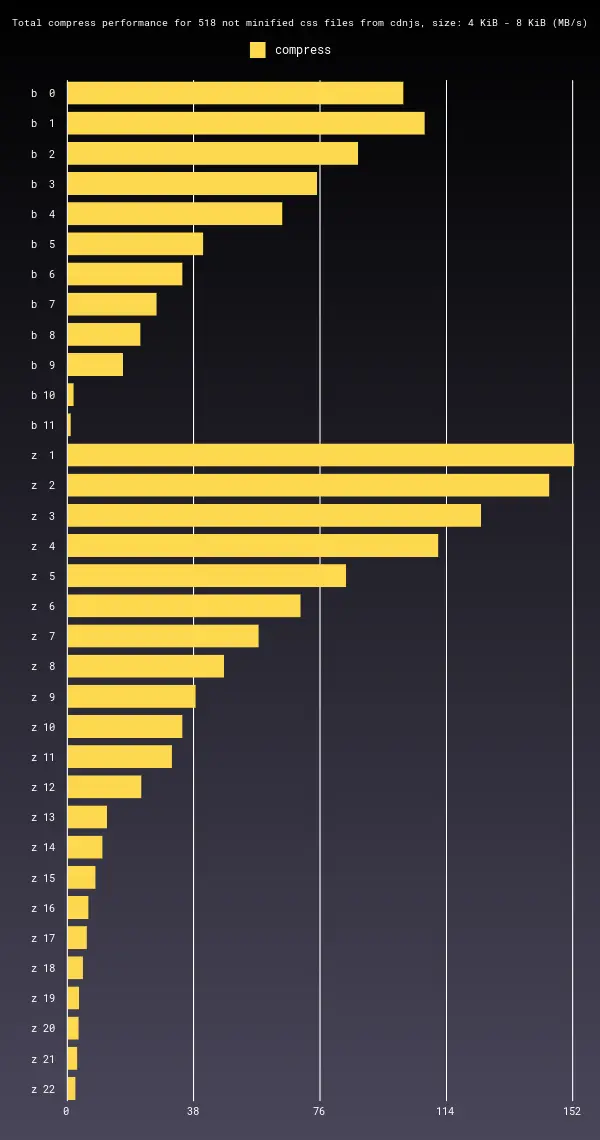 Total compress performance for 518 not minified css files from cdnjs, size: 4 KiB - 8 KiB (MB/s)
compress
b 0
b 1
b 2
b 3
b 4
b 5
b 6
b 7
b 8
b 9
b 10
b 11
z 1
z 2
z 3
z 4
z 5
z 6
z 7
z 8
z 9
z 10
z 11
z 12
z 13
z 14
z 15
z 16
z 17
z 18
z 19
z 20
z 21
z 22
0 38 76 114 152